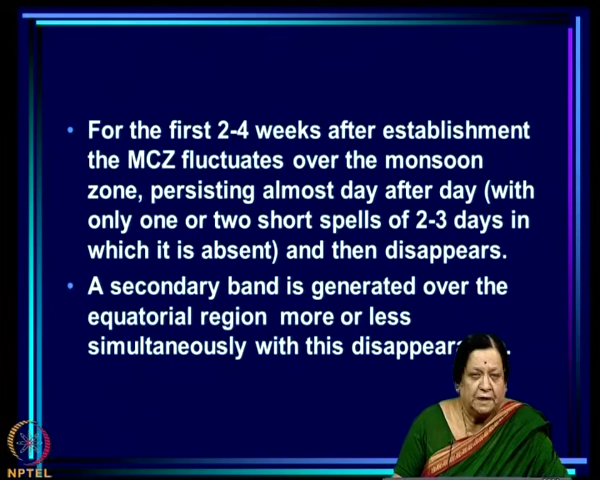 • For the first 2-4 weeks after establishment
the MCZ fluctuates over the monsoon
zone, persisting almost day after day (with
only one or two short spells of 2-3 days in
which it is absent) and then disappears.
• A secondary band is generated over the
equatorial region more or less
simultaneously with this
NPTEL